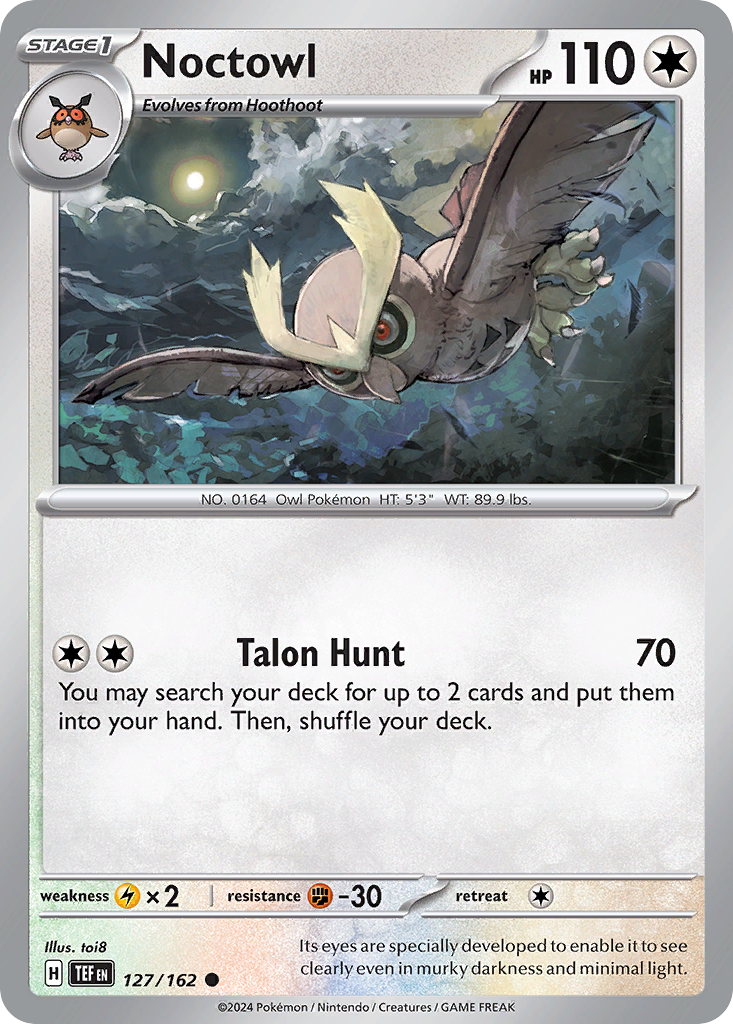 STAGE1
Noctowl
HP 110
Evolves from Hoothoot
NO. 0164 Owl Pokémon HT: 5'3" WT: 89.9 lbs.
Talon Hunt 70
You may search your deck for up to 2 cards and put them
into your hand. Then, shuffle your deck.
weakness ×2 resistance -30 retreat
Illus. toi8
Its eyes are specially developed to enable it to see
clearly even in murky darkness and minimal light.
H TEF EN 127/162
©2024 Pokémon / Nintendo / Creatures / GAME FREAK